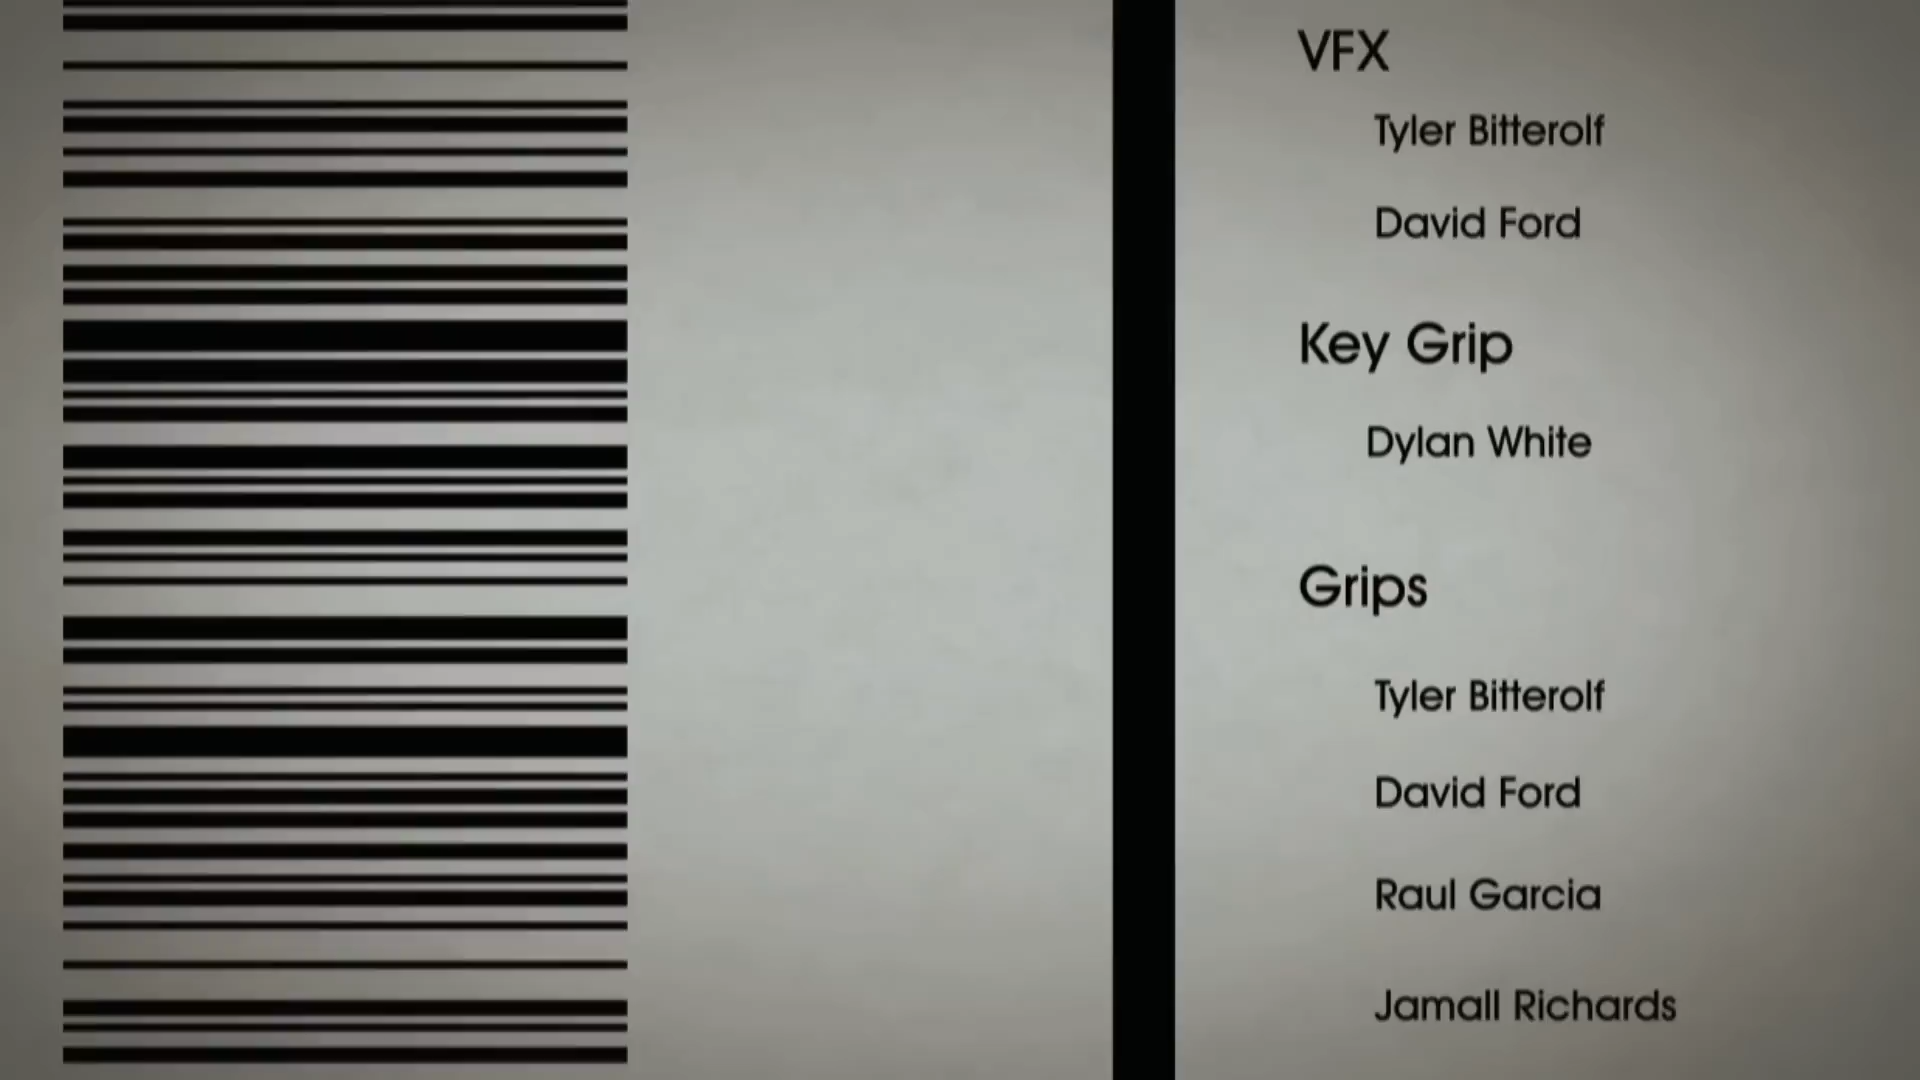 VFX
Tyler Bitterolf
David Ford
Key Grip
Dylan White
Grips
Tyler Bitterolf
David Ford
Raul Garcia
Jamall Richards